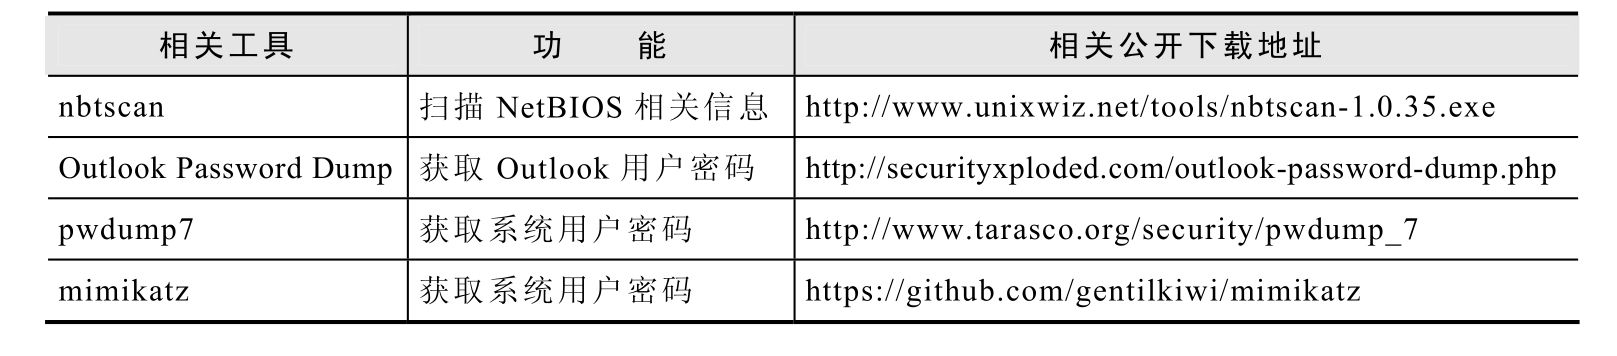 相关工具 功 能 相关公开下载地址
nbtscan 扫描 NetBIOS 相关信息 http://www.unixwiz.net/tools/nbtscan-1.0.35.exe
Outlook Password Dump 获取 Outlook 用户密码 http://securityxploded.com/outlook-password-dump.php
pwdump7 获取系统用户密码 http://www.tarasco.org/security/pwdump_7
mimikatz 获取系统用户密码 https://github.com/gentilkiwi/mimikatz